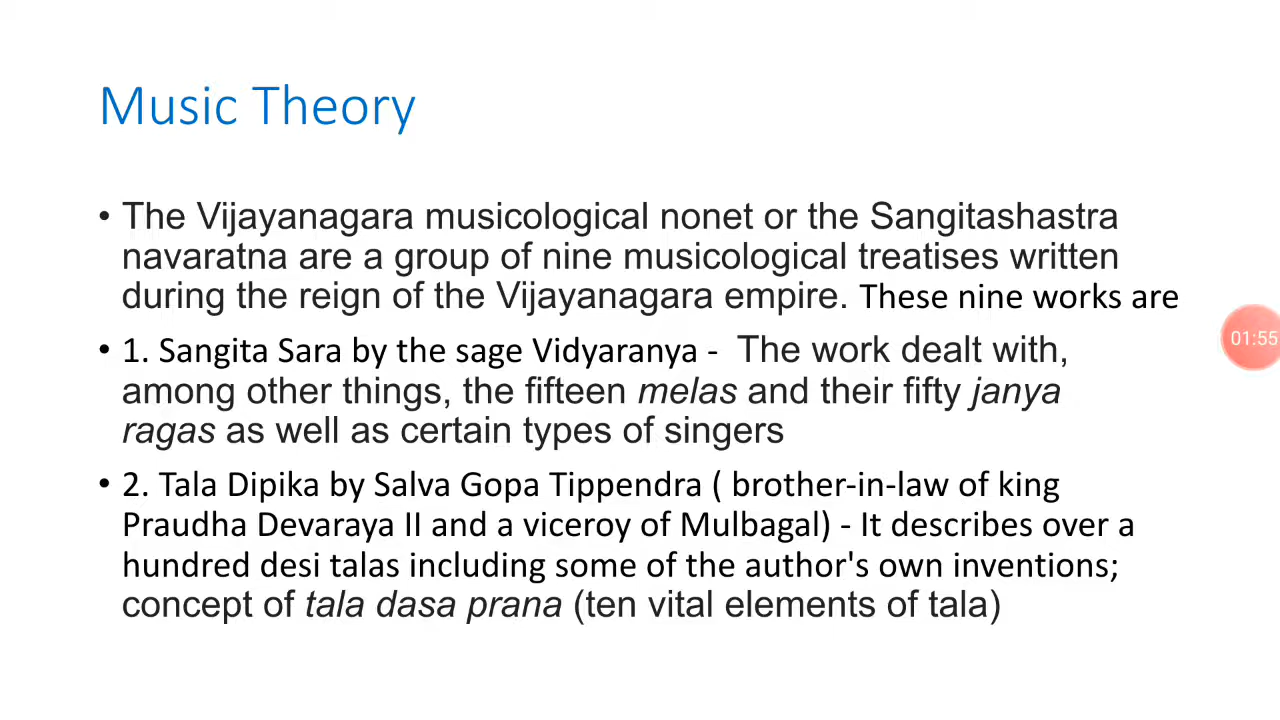 Music Theory
• The Vijayanagara musicological nonet or the Sangitashastra
navaratna are a group of nine musicological treatises written
during the reign of the Vijayanagara empire. These nine works are
• 1. Sangita Sara by the sage Vidyaranya - The work dealt with,
among other things, the fifteen melas and their fifty janya
ragas as well as certain types of singers
• 2. Tala Dipika by Salva Gopa Tippendra ( brother-in-law of king
Praudha Devaraya II and a viceroy of Mulbagal) - It describes over a
hundred desi talas including some of the author's own inventions;
concept of tala dasa prana (ten vital elements of tala)
01:55